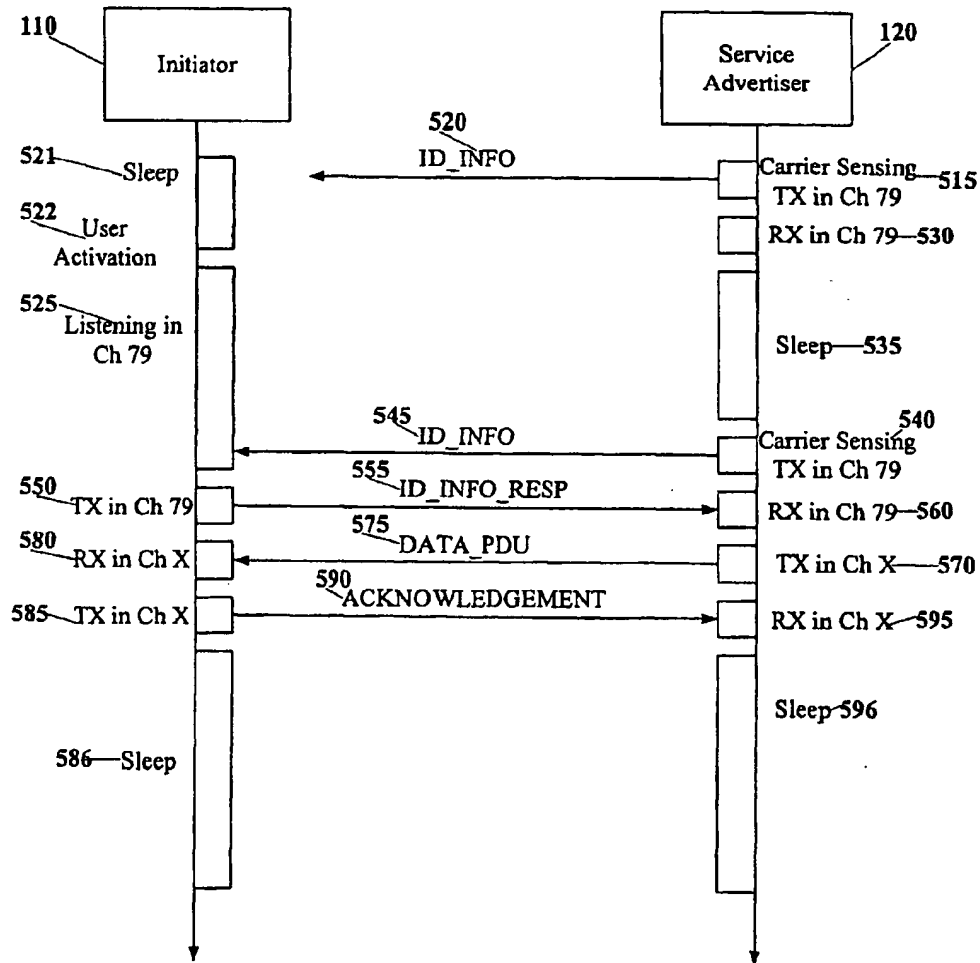 110
Initiator
Service
Advertiser
120
521
Sleep
520
ID_INFO
Carrier Sensing
TX in Ch 79
515
522
User
Activation
RX in Ch 79
530
525
Listening in
Ch 79
Sleep
535
545
ID_INFO
540
Carrier Sensing
TX in Ch 79
550
TX in Ch 79
555
ID_INFO_RESP
RX in Ch 79
560
580
RX in Ch X
575
DATA_PDU
TX in Ch X
570
585
TX in Ch X
590
ACKNOWLEDGEMENT
RX in Ch X
595
Sleep
596
586
Sleep